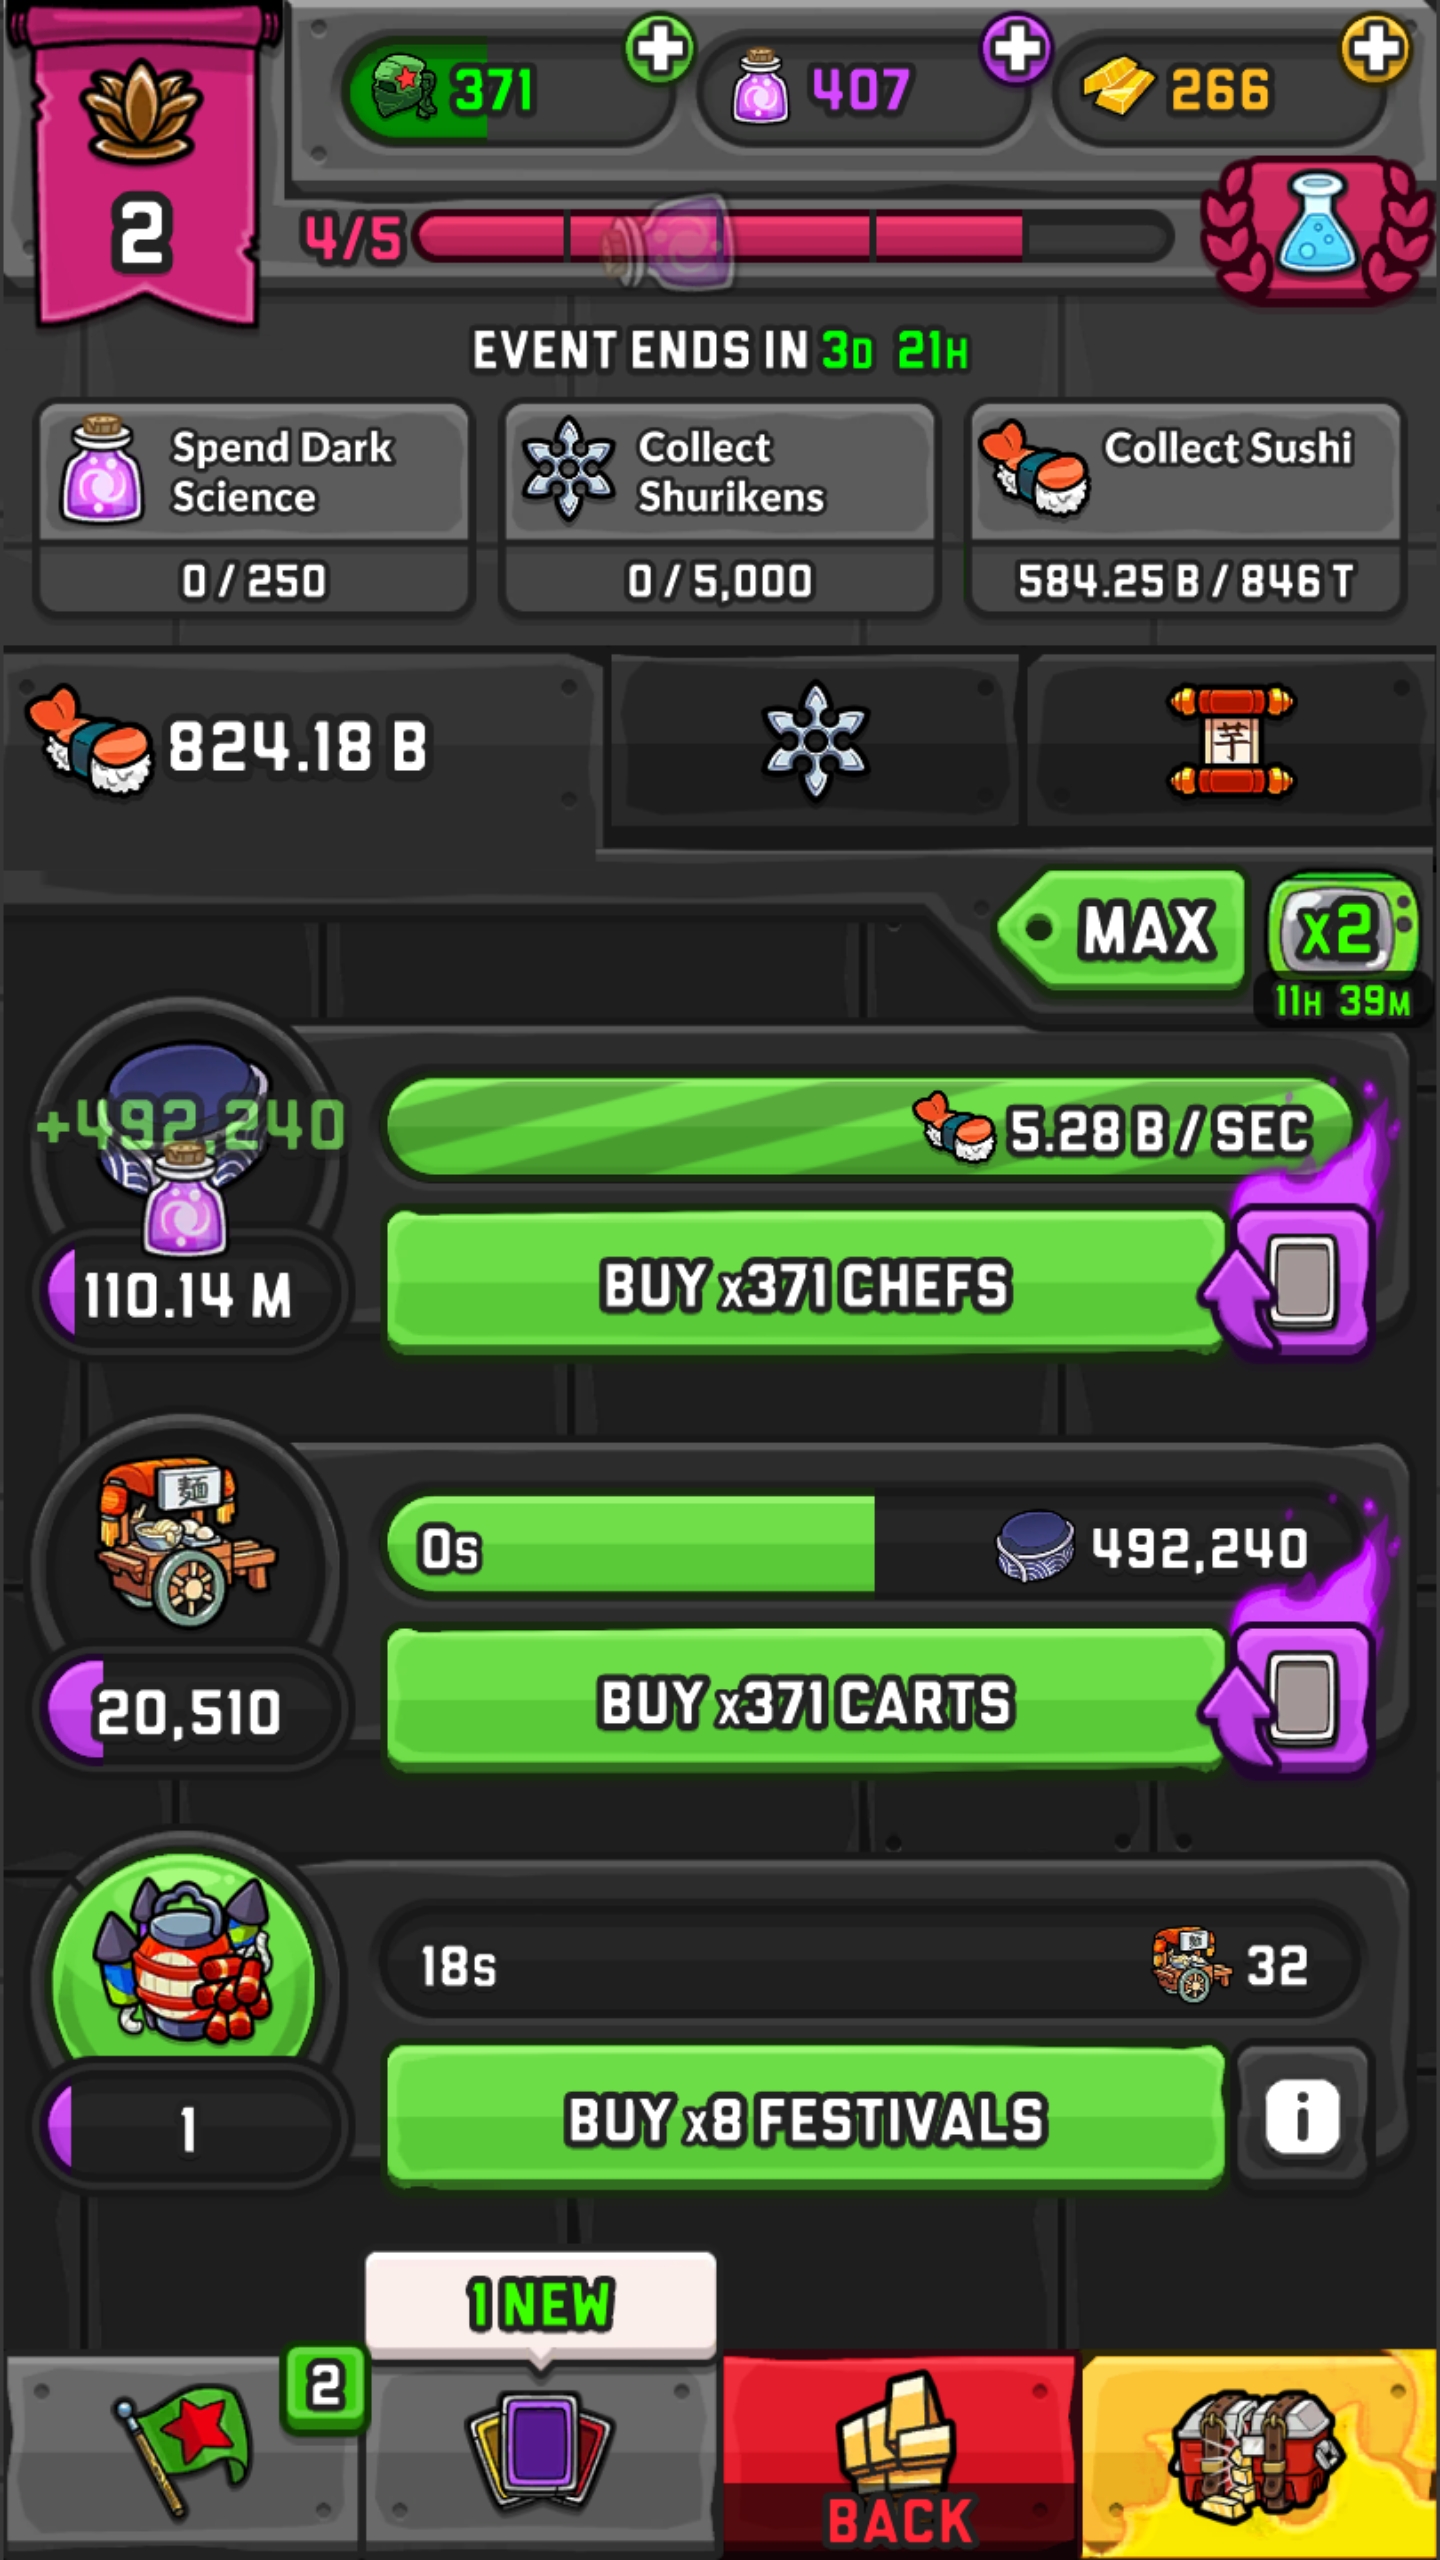 371
407
266
2
4/5
EVENT ENDS IN 3D 21H
Spend Dark
Science
0 / 250
Collect
Shurikens
0 / 5,000
Collect Sushi
584.25 B / 846 T
824.18 B
芋
MAX
x2
11H 39M
+492,240
5.28 B / SEC
110.14 M
BUY x371 CHEFS
麺
0s
492,240
20,510
BUY x371 CARTS
18s
32
1
BUY x8 FESTIVALS
i
1 NEW
2
BACK